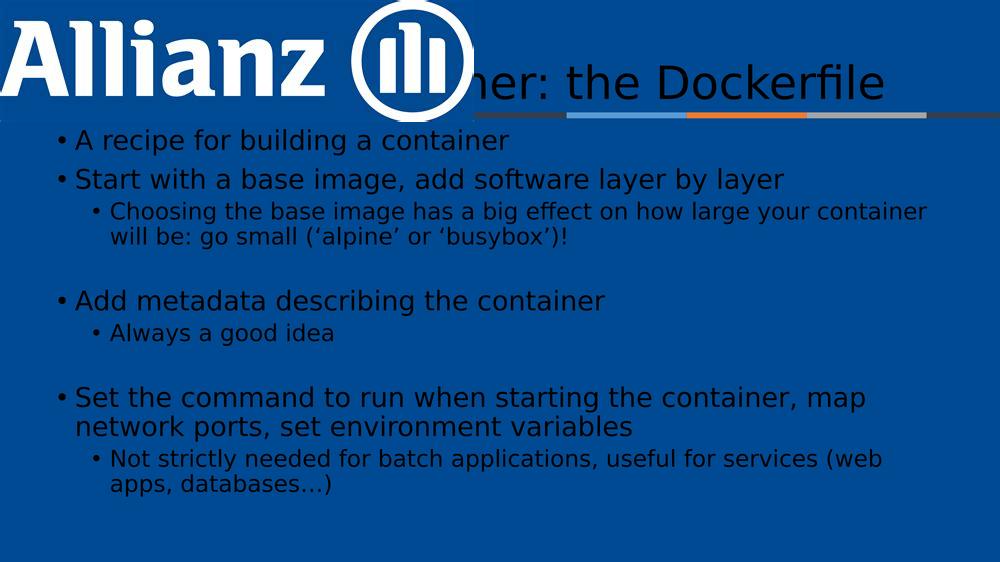 Allianz
ner: the Dockerfile
• A recipe for building a container
• Start with a base image, add software layer by layer
• Choosing the base image has a big effect on how large your container
will be: go small (‘alpine’ or ‘busybox’)!
• Add metadata describing the container
• Always a good idea
• Set the command to run when starting the container, map
network ports, set environment variables
• Not strictly needed for batch applications, useful for services (web
apps, databases…)